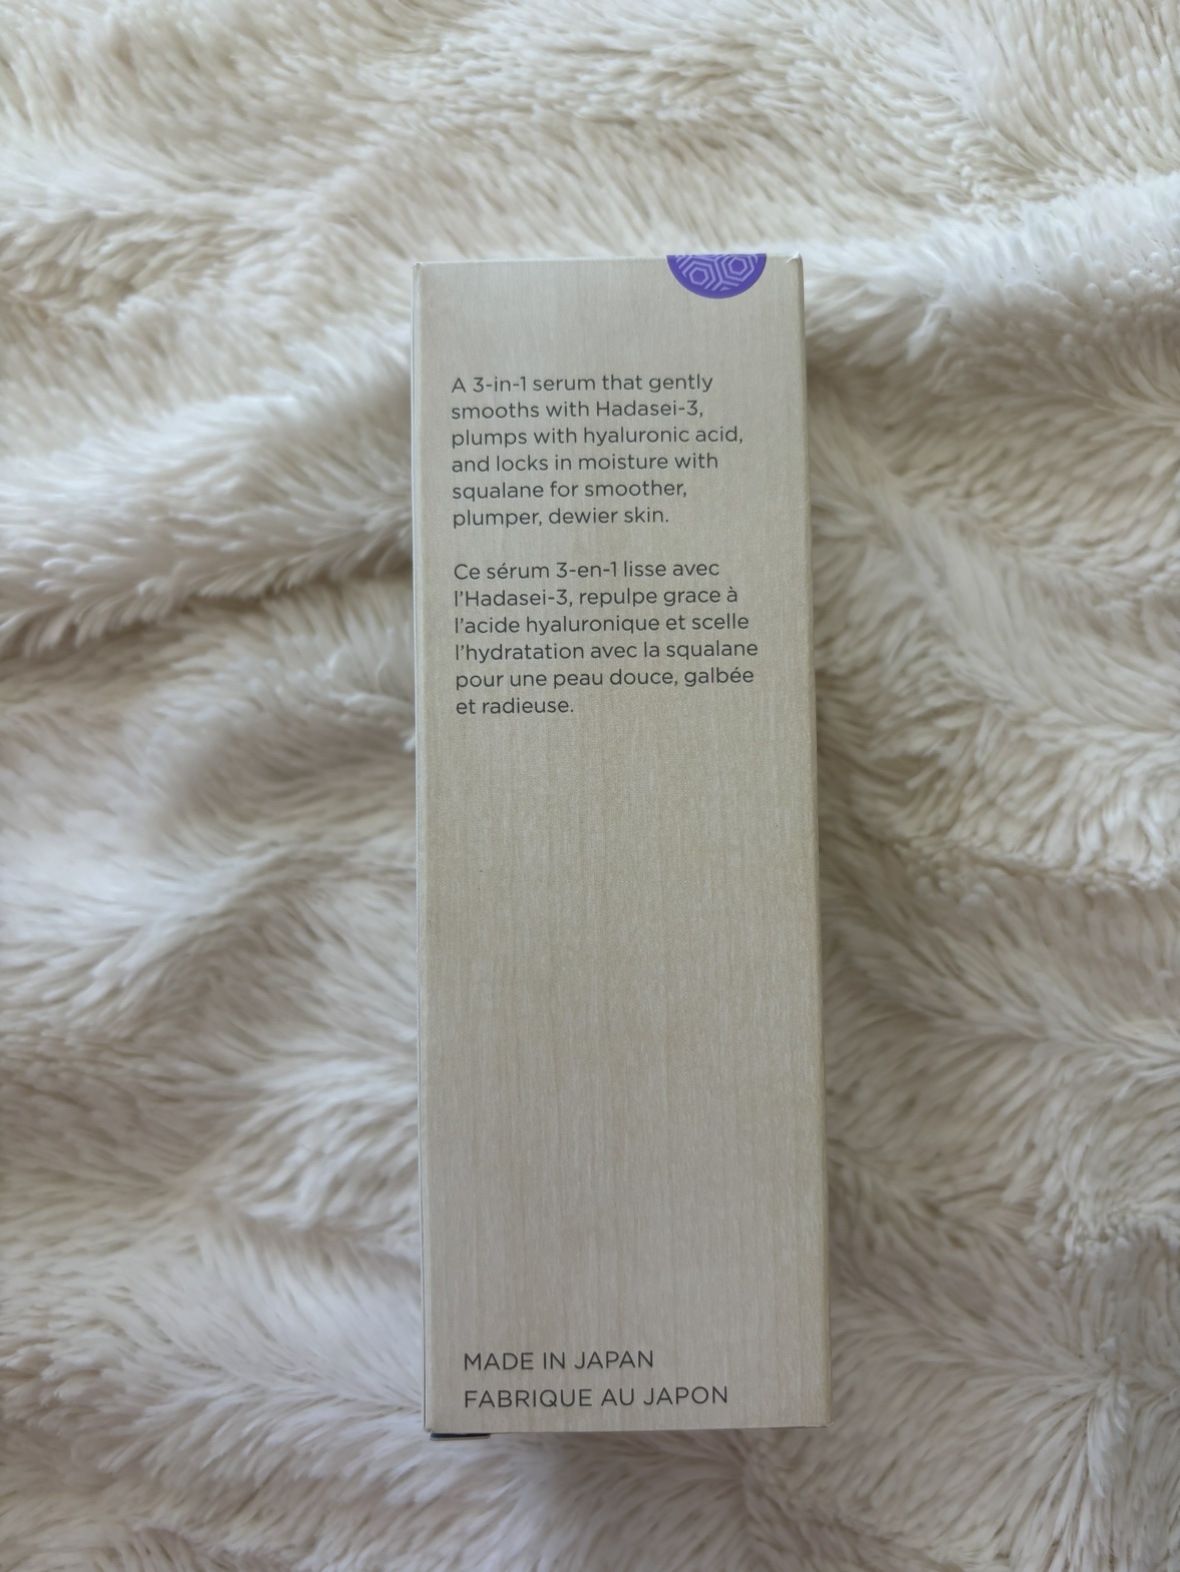 A 3-in-1 serum that gently
smooths with Hadasei-3,
plumps with hyaluronic acid,
and locks in moisture with
squalane for smoother,
plumper, dewier skin.
Ce sérum 3-en-1 lisse avec
l'Hadasei-3, repulpe grace à
l'acide hyaluronique et scelle
l'hydratation avec la squalane
pour une peau douce, galbée
et radieuse.
MADE IN JAPAN
FABRIQUE AU JAPON